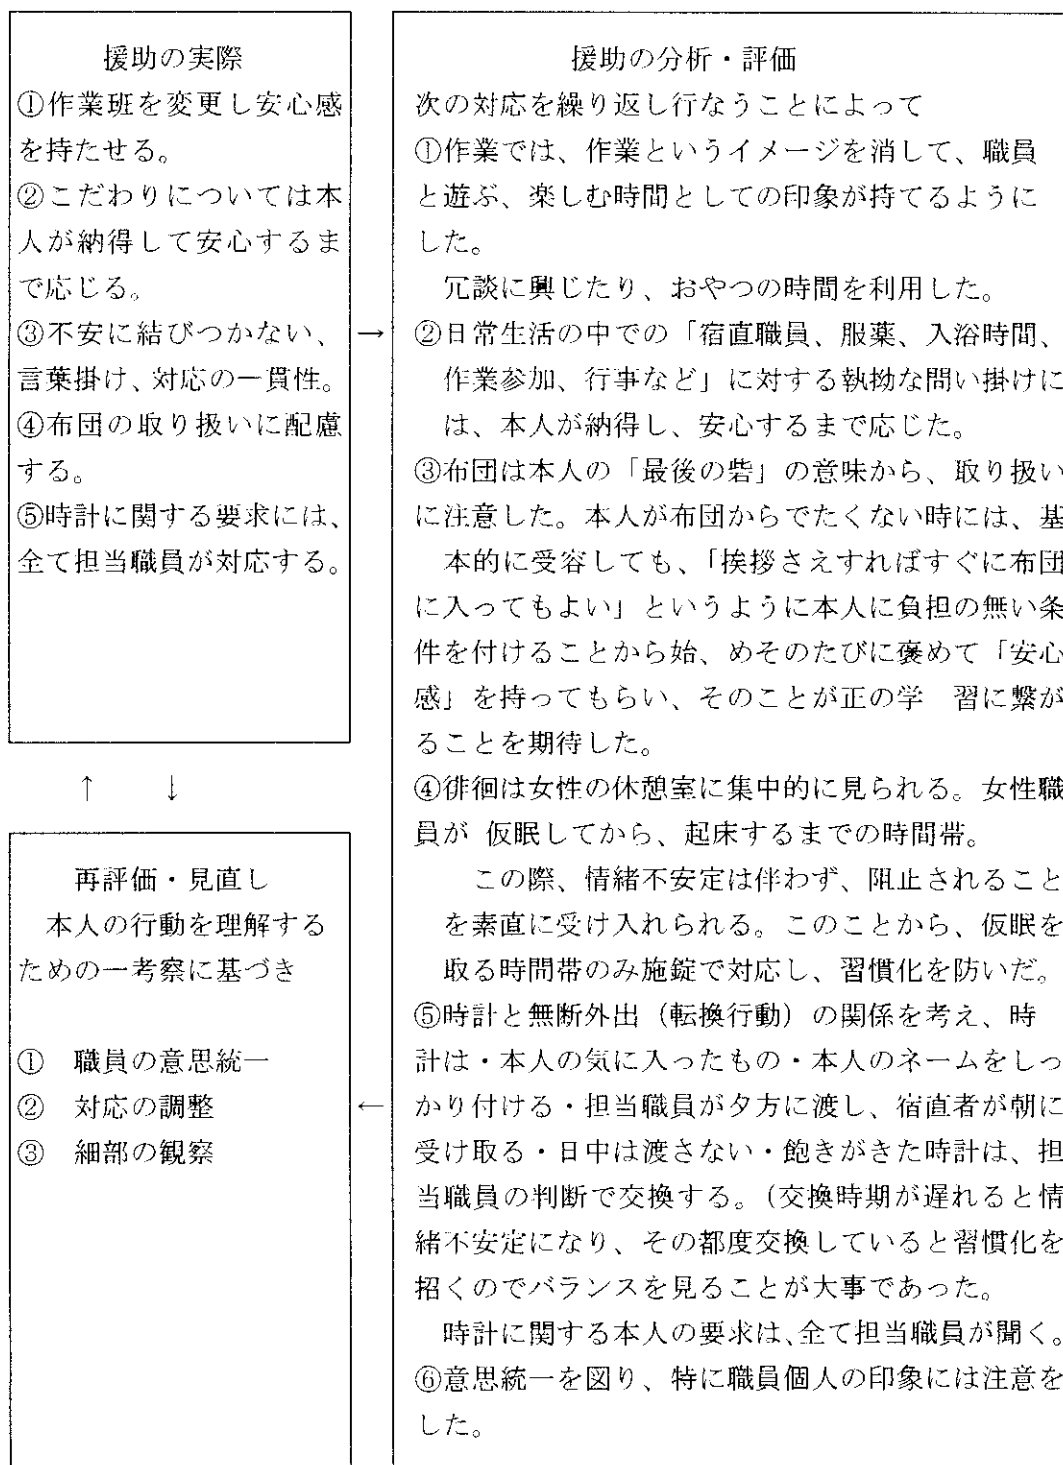 援助の実際
①作業班を変更し安心感
を持たせる。
②こだわりについては本
人が納得して安心するま
で応じる。
③不安に結びつかない、
言葉掛け、対応の一貫性。
④布団の取り扱いに配慮
する。
⑤時計に関する要求には、
全て担当職員が対応する。
↑ ↓
再評価・見直し
本人の行動を理解する
ための一考察に基づき
① 職員の意思統一
② 対応の調整
③ 細部の観察
→
←
援助の分析・評価
次の対応を繰り返し行なうことによって
①作業では、作業というイメージを消して、職員
と遊ぶ、楽しむ時間としての印象が持てるように
した。
冗談に興じたり、おやつの時間を利用した。
②日常生活の中での「宿直職員、服薬、入浴時間、
作業参加、行事など」に対する執拗な問い掛けに
は、本人が納得し、安心するまで応じた。
③布団は本人の「最後の砦」の意味から、取り扱い
に注意した。本人が布団からでたくない時には、基
本的に受容しても、「挨拶さえすればすぐに布団
に入ってもよい」というように本人に負担の無い条
件を付けることから始、めそのたびに褒めて「安心
感」を持ってもらい、そのことが正の学 習に繋が
ることを期待した。
④徘徊は女性の休憩室に集中的に見られる。女性職
員が 仮眠してから、起床するまでの時間帯。
この際、情緒不安定は伴わず、阻止されること
を素直に受け入れられる。このことから、仮眠を
取る時間帯のみ施錠で対応し、習慣化を防いだ。
⑤時計と無断外出（転換行動）の関係を考え、時
計は・本人の気に入ったもの・本人のネームをしっ
かり付ける・担当職員が夕方に渡し、宿直者が朝に
受け取る・日中は渡さない・飽きがきた時計は、担
当職員の判断で交換する。（交換時期が遅れると情
緒不安定になり、その都度交換していると習慣化を
招くのでバランスを見ることが大事であった。
時計に関する本人の要求は、全て担当職員が聞く。
⑥意思統一を図り、特に職員個人の印象には注意を
した。